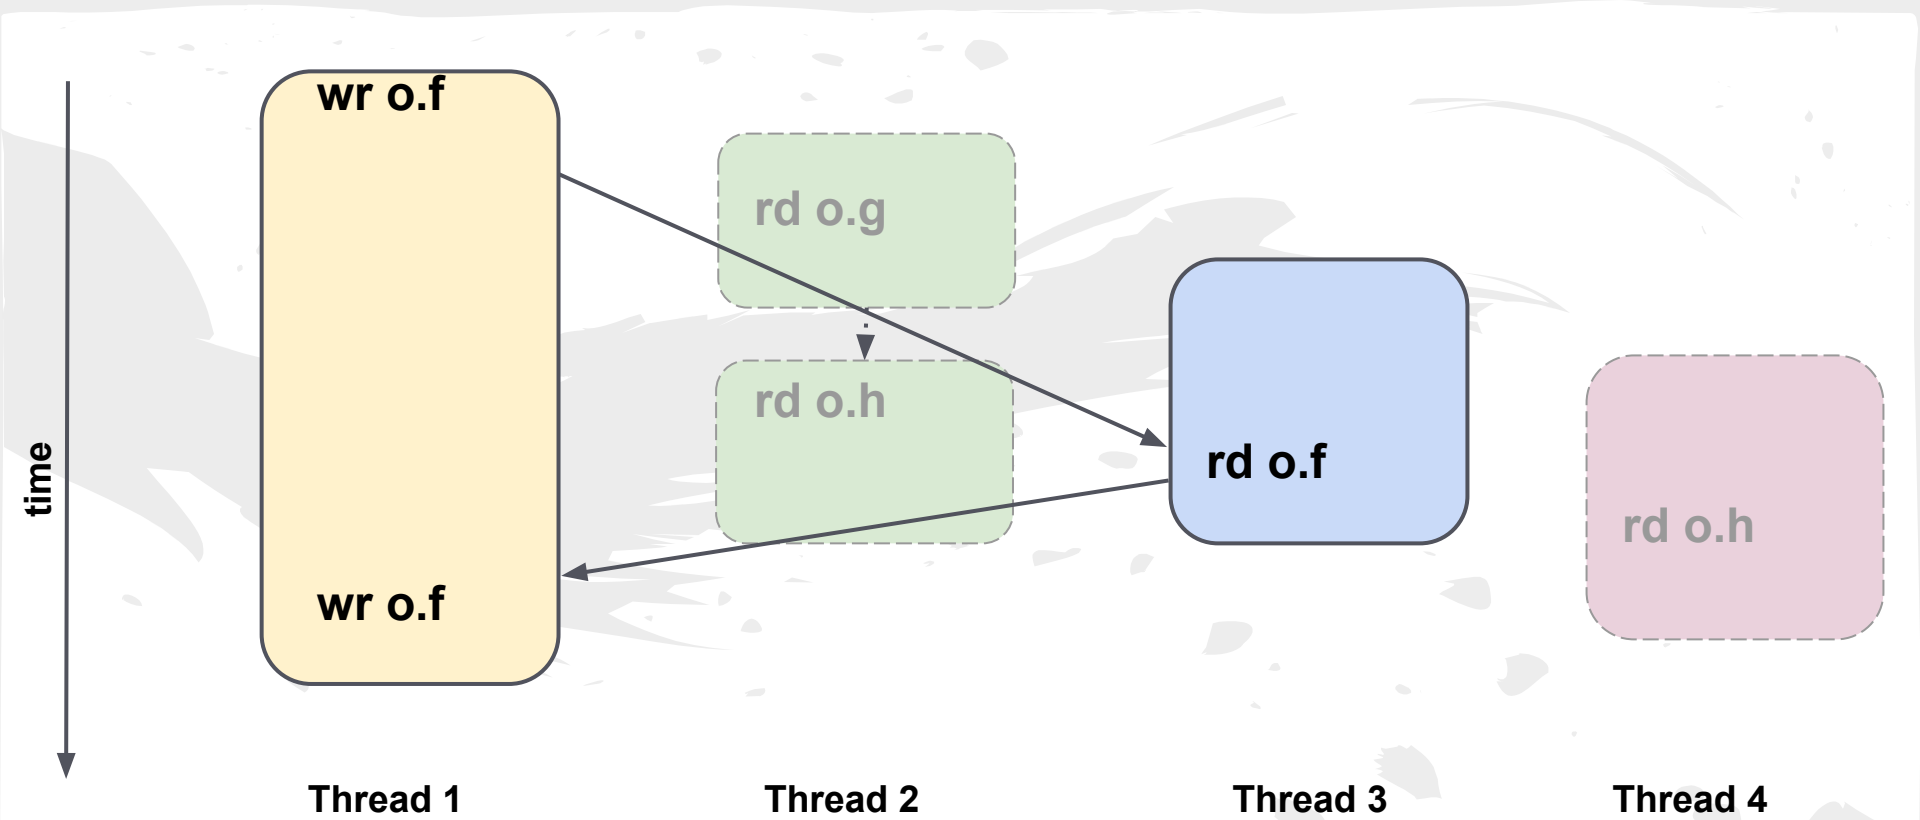 wr o.f
rd o.g
rd o.h
rd o.f
rd o.h
wr o.f
time
Thread 1
Thread 2
Thread 3
Thread 4